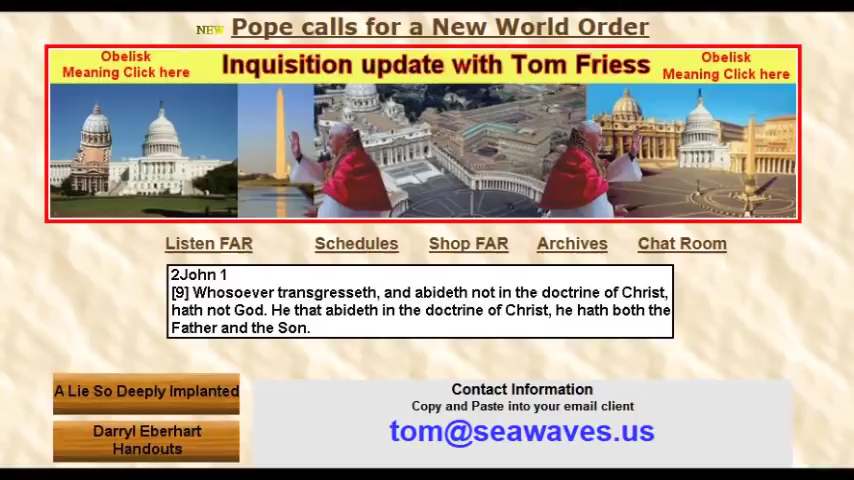 NEW Pope calls for a New World Order
Obelisk
Meaning Click here
Inquisition update with Tom Friess
Obelisk
Meaning Click here
Listen FAR Schedules Shop FAR Archives Chat Room
2John 1
[9] Whosoever transgresseth, and abideth not in the doctrine of Christ,
hath not God. He that abideth in the doctrine of Christ, he hath both the
Father and the Son.
A Lie So Deeply Implanted
Darryl Eberhart
Handouts
Contact Information
Copy and Paste into your email client
tom@seawaves.us